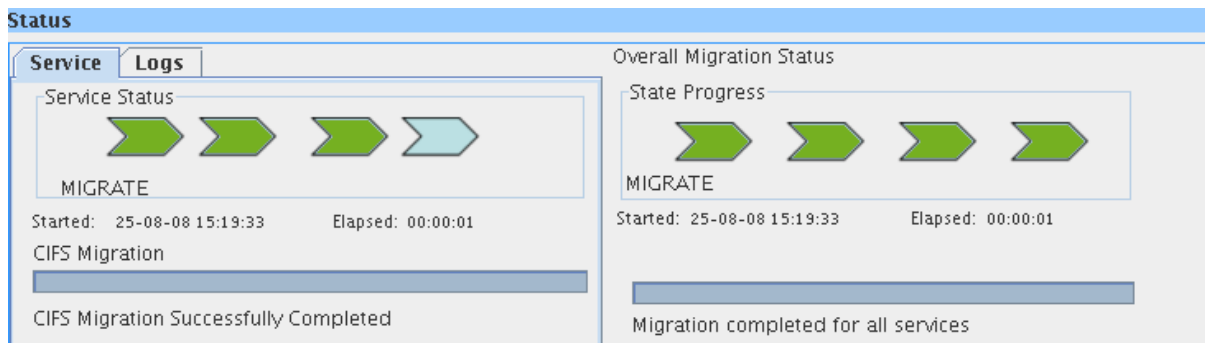 Status
Service Logs
Service Status
MIGRATE
Started: 25-08-08 15:19:33 Elapsed: 00:00:01
CIFS Migration
CIFS Migration Successfully Completed
Overall Migration Status
State Progress
MIGRATE
Started: 25-08-08 15:19:33 Elapsed: 00:00:01
Migration completed for all services